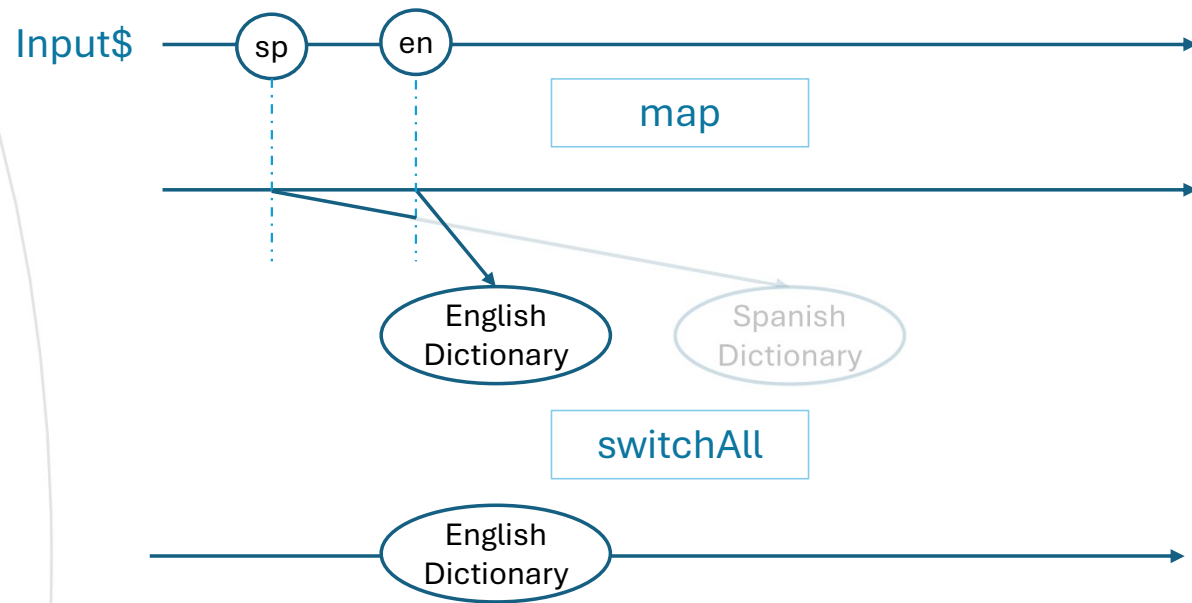 Input$
sp
en
map
English
Dictionary
Spanish
Dictionary
switchAll
English
Dictionary